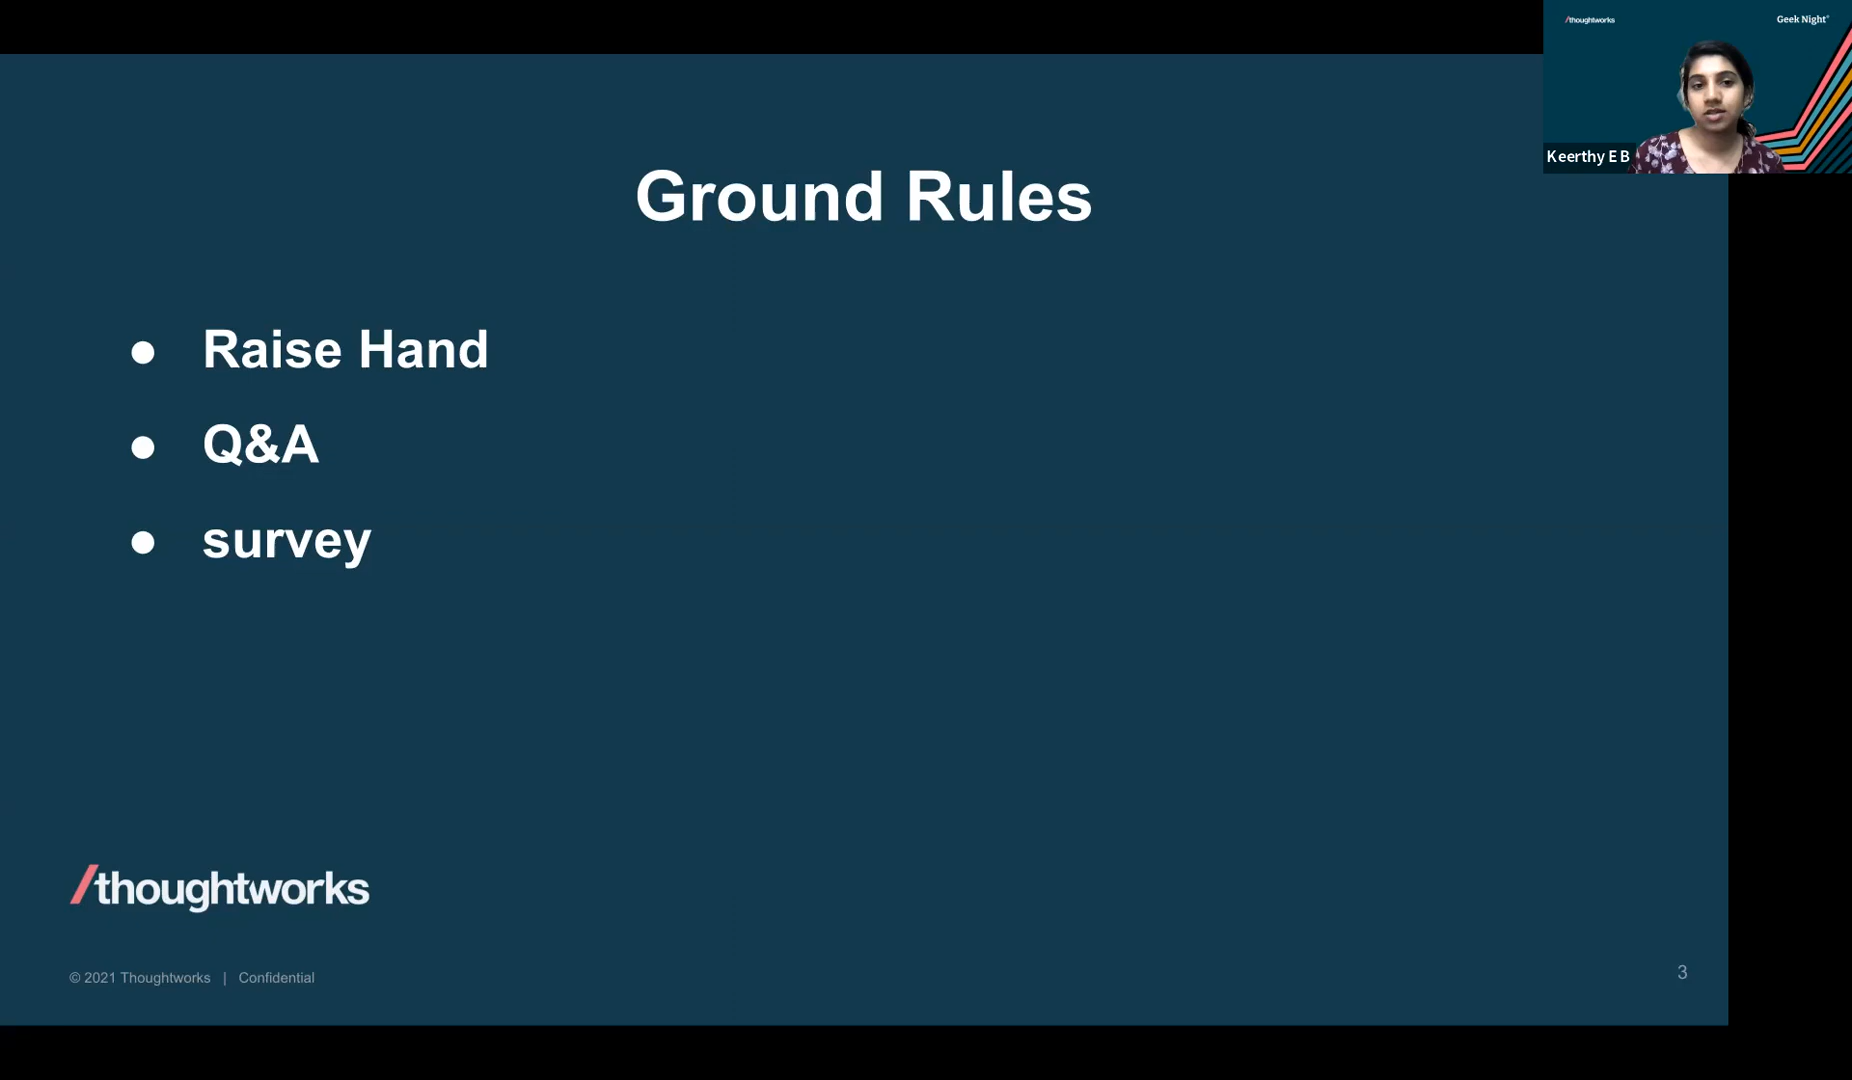 /thoughtworks
Geek Night®
Keerthy E B
Ground Rules
● Raise Hand
● Q&A
● survey
/thoughtworks
© 2021 Thoughtworks | Confidential
3